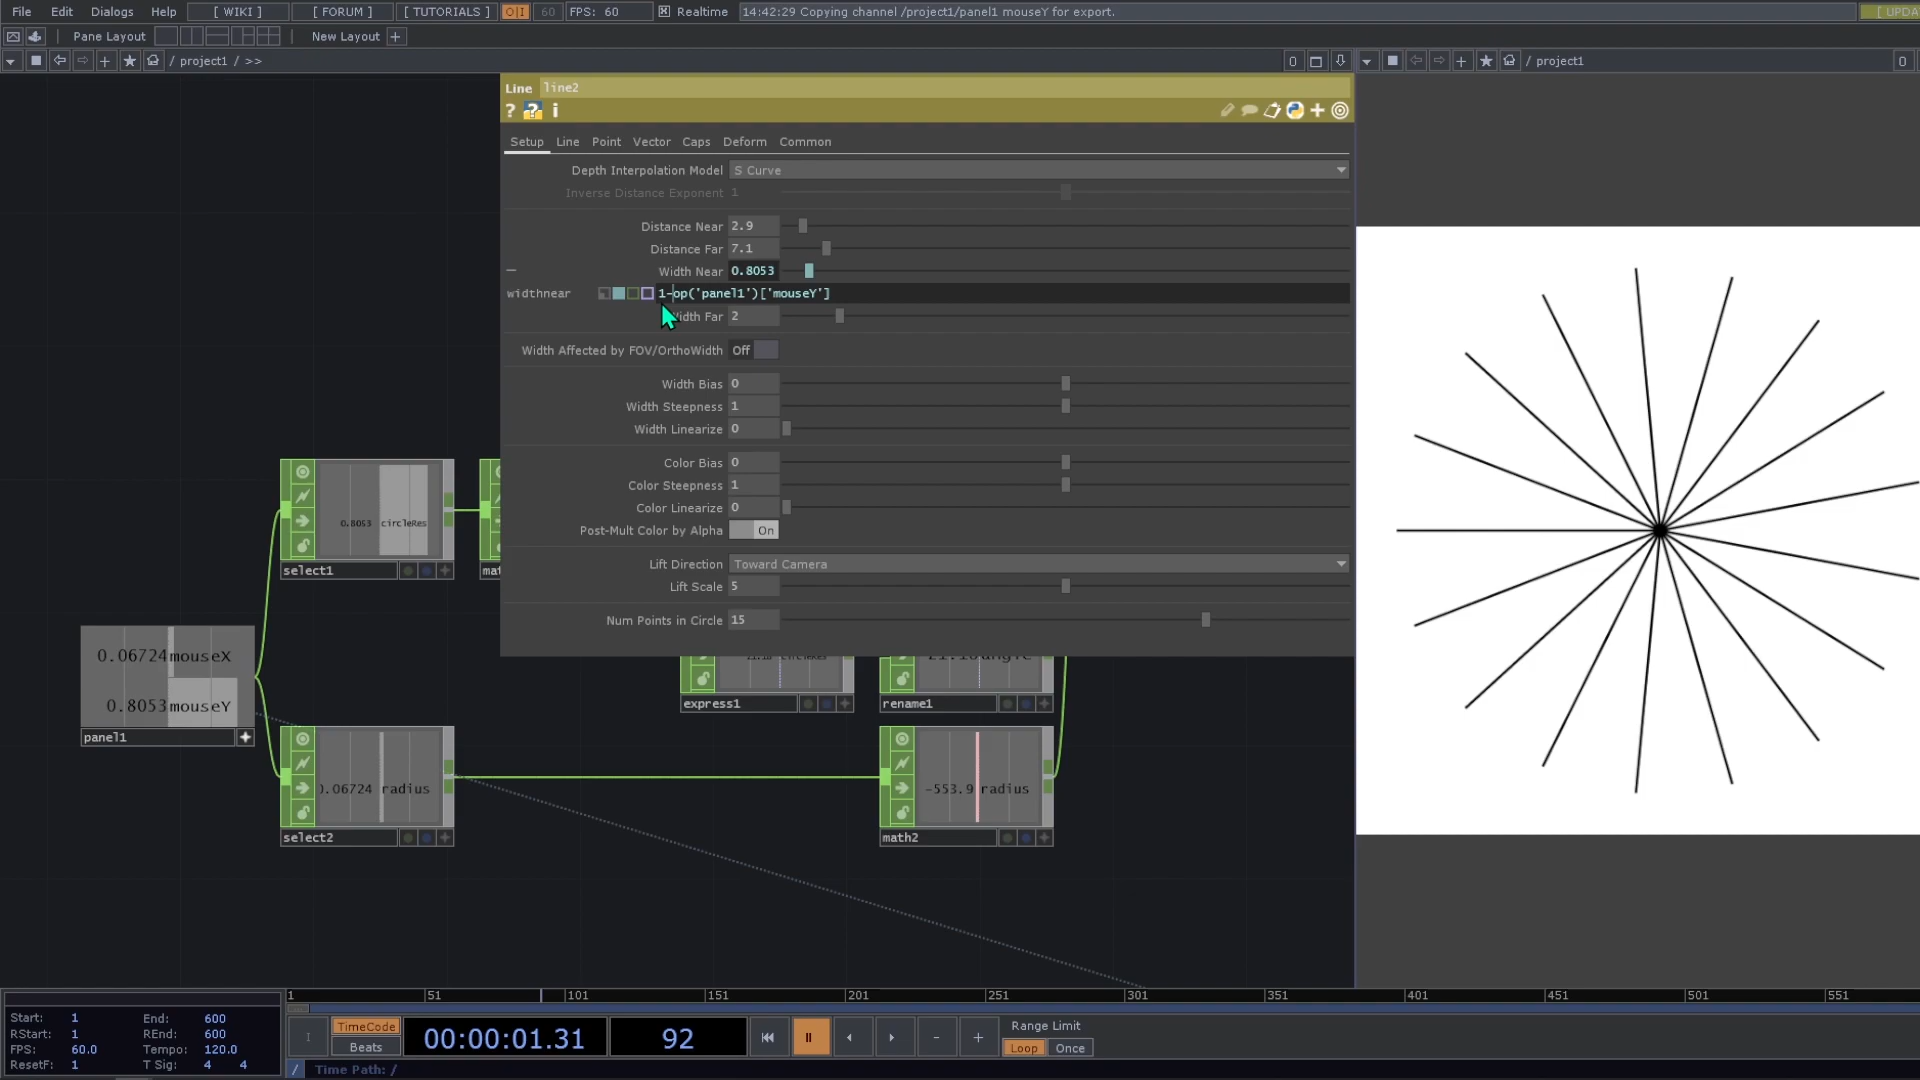 File Edit Dialogs Help [ WIKI ] [ FORUM ] [ TUTORIALS ] O|I 60 FPS: 60 Realtime 14:42:29 Copying channel /project1/panel1 mouseY for export. [ UPDA
Pane Layout New Layout +
/ project1 / >> 0 / project1 0
Line line2
? ? i
Setup Line Point Vector Caps Deform Common
Depth Interpolation Model S Curve
Inverse Distance Exponent 1
Distance Near 2.9
Distance Far 7.1
Width Near 0.8053
widthnear 1-op('panel1')['mouseY']
Width Far 2
Width Affected by FOV/OrthoWidth Off
Width Bias 0
Width Steepness 1
Width Linearize 0
Color Bias 0
Color Steepness 1
Color Linearize 0
Post-Mult Color by Alpha On
Lift Direction Toward Camera
Lift Scale 5
Num Points in Circle 15
0.8053 circleRes
select1
mat
0.06724 mouseX
0.8053 mouseY
panel1
express1
rename1
0.06724 radius
select2
-553.9 radius
math2
1 51 101 151 201 251 301 351 401 451 501 551
Start: 1 End: 600
RStart: 1 REnd: 600
FPS: 60.0 Tempo: 120.0
ResetF: 1 T Sig: 4 4
TimeCode
Beats
00:00:01.31
92
Range Limit
Loop Once
/ Time Path: /